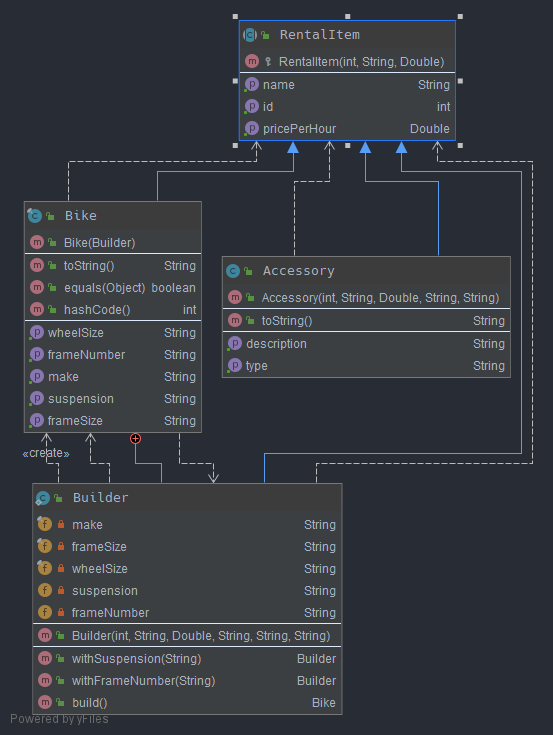 RentalItem
RentalItem(int, String, Double)
name String
id int
pricePerHour Double
Bike
Bike(Builder)
toString() String
equals(Object) boolean
hashCode() int
wheelSize String
frameNumber String
make String
suspension String
frameSize String
Accessory
Accessory(int, String, Double, String, String)
toString() String
description String
type String
«create»
Builder
make String
frameSize String
wheelSize String
suspension String
frameNumber String
Builder(int, String, Double, String, String, String)
withSuspension(String) Builder
withFrameNumber(String) Builder
build() Bike
Powered by yFiles